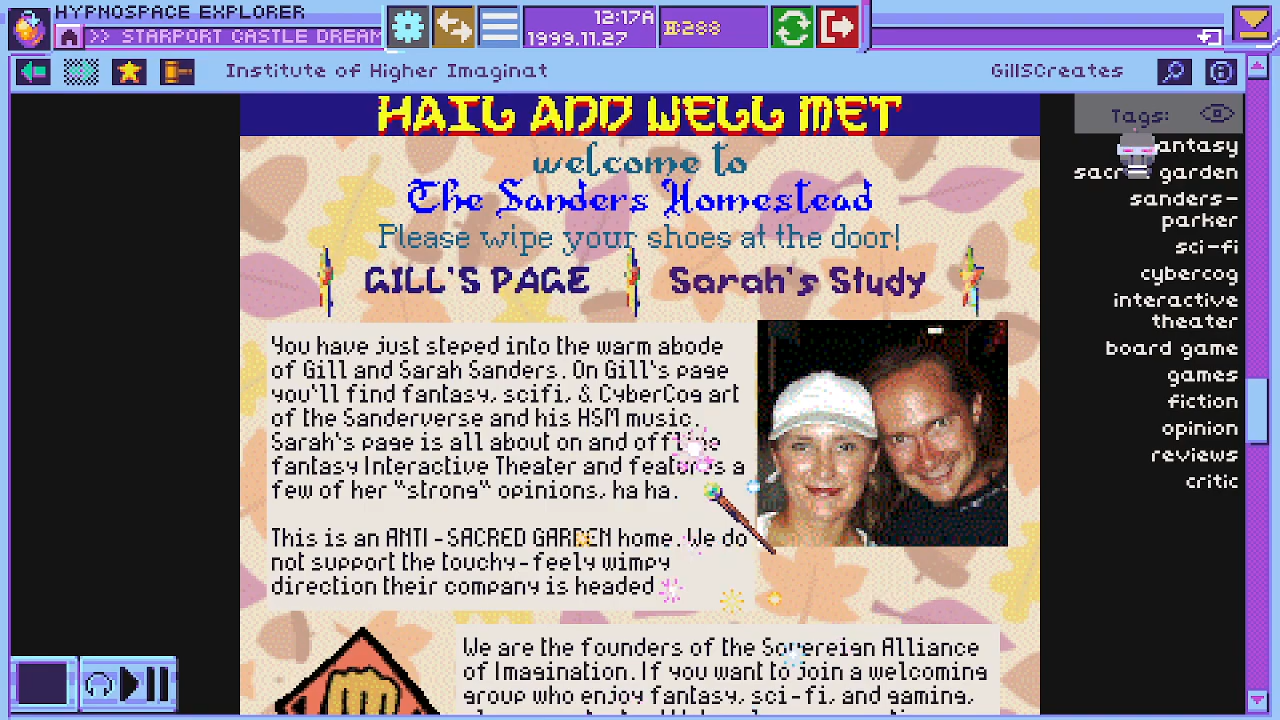 HYPNOSPACE EXPLORER
>> STARPORT CASTLE DREAM
12:17A
1999.11.27
288
Institute of Higher Imaginat
GillSCreates
Tags:
antasy
sacr garden
sanders-
parker
sci-fi
cybercog
interactive
theater
board game
games
fiction
opinion
reviews
critic
HAIL AND WELL MET
welcome to
The Sanders Homestead
Please wipe your shoes at the door!
GILL'S PAGE Sarah's Study
You have just steped into the warm abode
of Gill and Sarah Sanders. On Gill's page
you'll find fantasy, scifi, & CyberCog art
of the Sanderverse and his HSM music.
Sarah's page is all about on and offline
fantasy Interactive Theater and features a
few of her "strong" opinions, ha ha.
This is an ANTI-SACRED GARDEN home. We do
not support the touchy-feely wimpy
direction their company is headed
We are the founders of the Sovereign Alliance
of Imagination. If you want to join a welcoming
group who enjoy fantasy, sci-fi, and gaming,